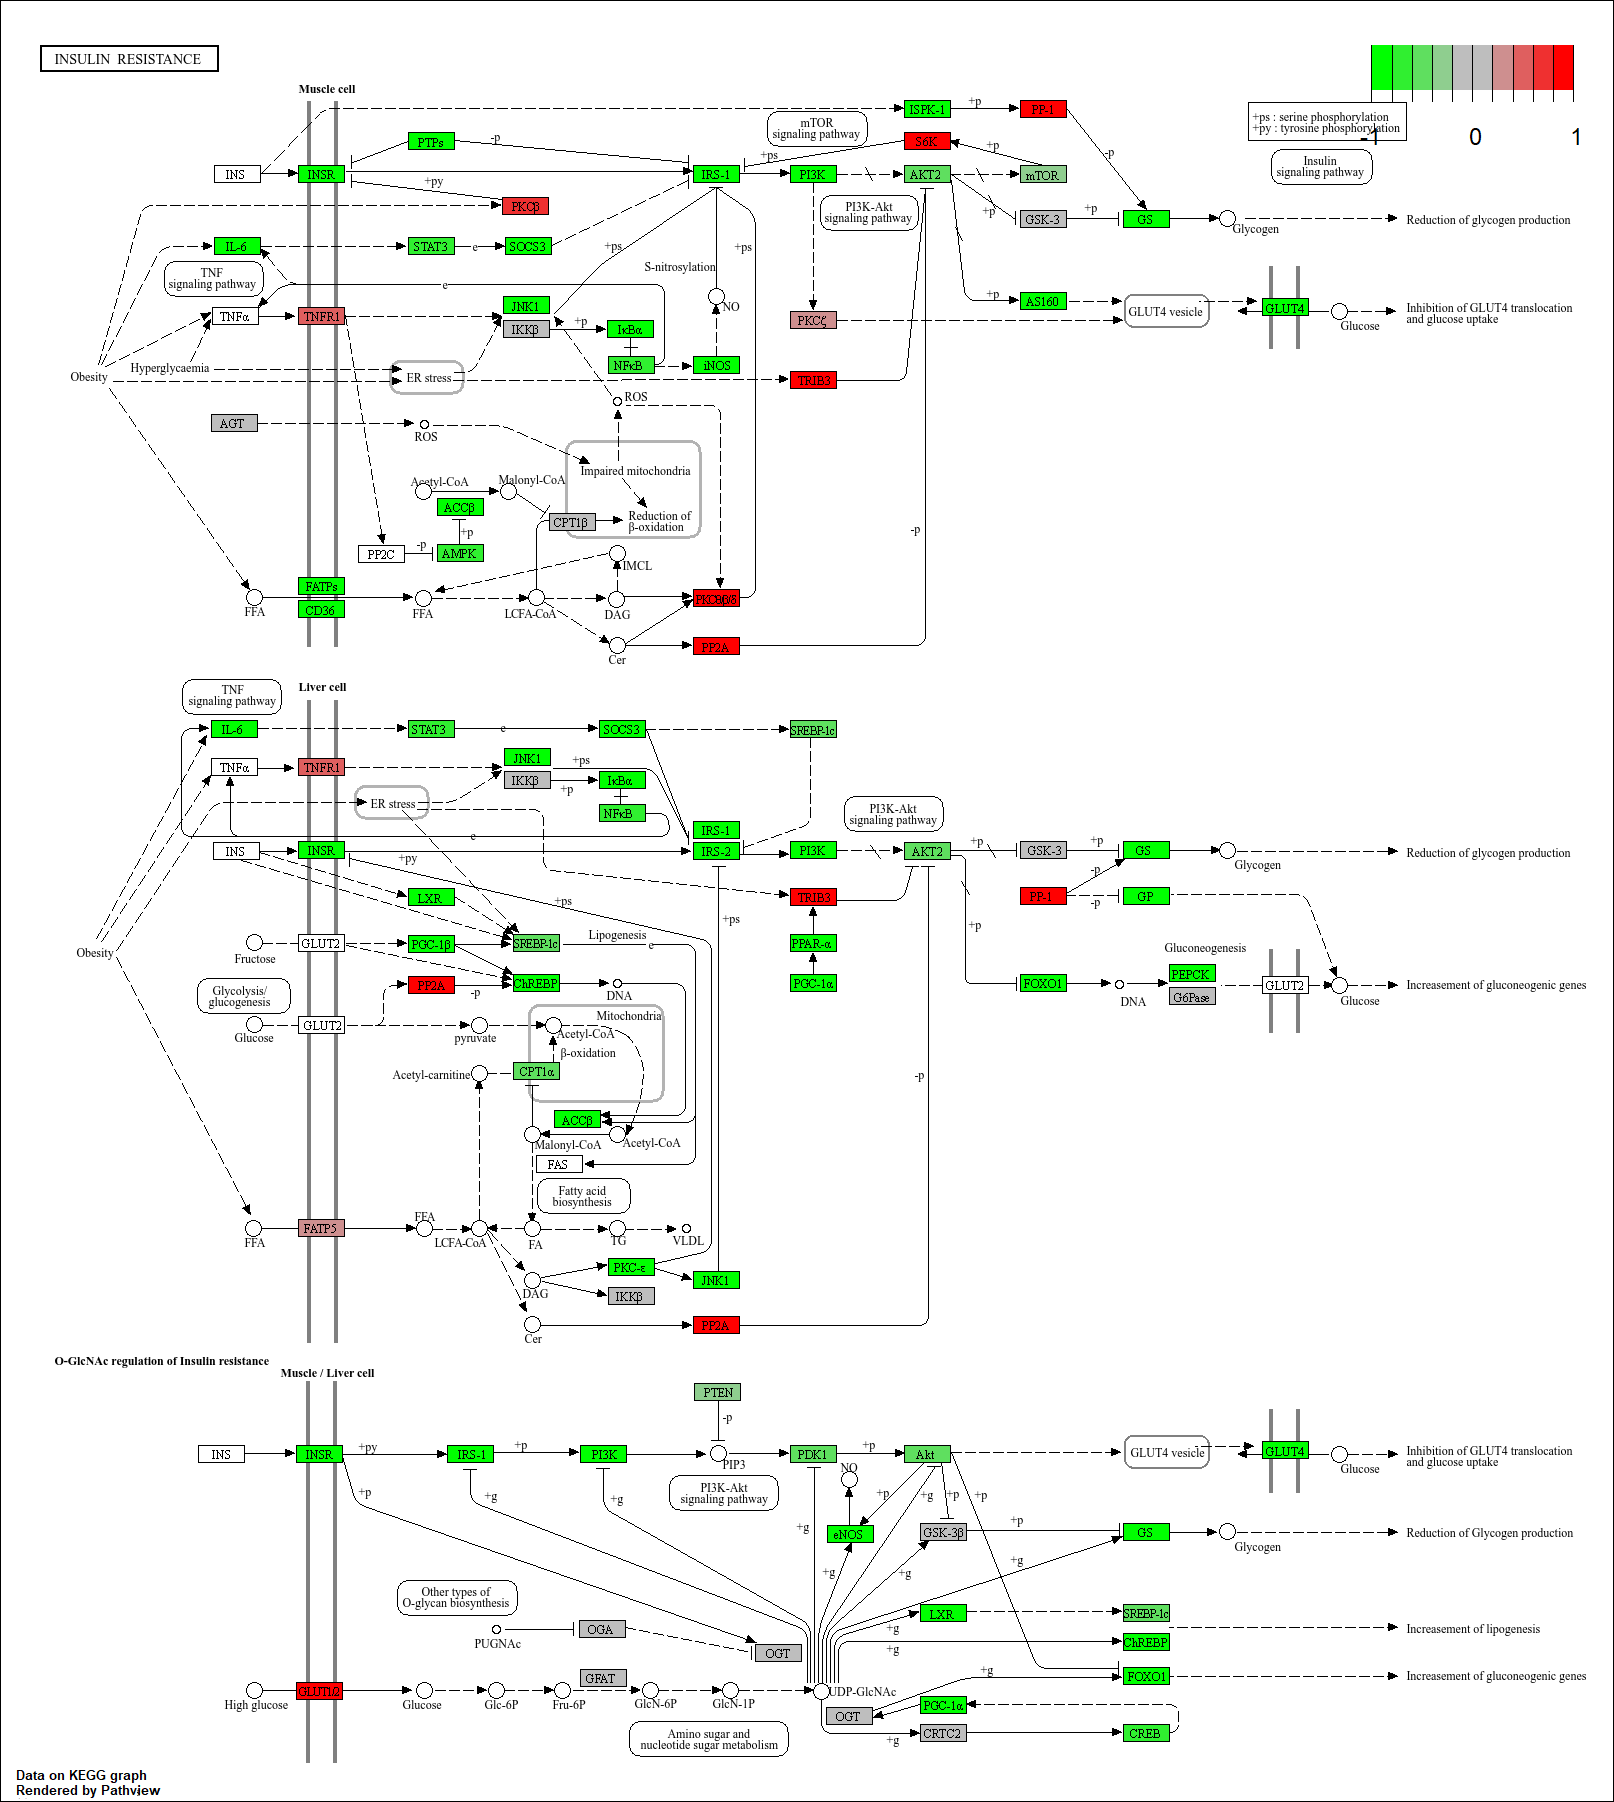 INSULIN RESISTANCE
-1
0
1
+ps : serine phosphorylation
+py : tyrosine phosphorylation
Insulin
signaling pathway
Muscle cell
mTOR
signaling pathway
ISPK-1
+p
PP-1
PTPs
-p
S6K
+p
+ps
-p
INS
INSR
IRS-1
PI3K
AKT2
mTOR
+py
PKCβ
PI3K-Akt
signaling pathway
+p
GSK-3
+p
GS
Glycogen
Reduction of glycogen production
IL-6
STAT3
e
SOCS3
+ps
+ps
TNF
signaling pathway
S-nitrosylation
e
NO
+p
AS160
GLUT4 vesicle
GLUT4
Glucose
Inhibition of GLUT4 translocation
and glucose uptake
TNFα
TNFR1
JNK1
IKKβ
+p
IκBα
PKCζ
NFκB
iNOS
Obesity
Hyperglycaemia
ER stress
TRIB3
ROS
AGT
ROS
Impaired mitochondria
Acetyl-CoA
Malonyl-CoA
ACCβ
CPT1β
Reduction of
β-oxidation
+p
-p
PP2C
-p
AMPK
IMCL
FATPs
CD36
FFA
FFA
LCFA-CoA
DAG
Cer
PP2A
TNF
signaling pathway
Liver cell
IL-6
STAT3
e
SOCS3
SREBP-1c
TNFα
TNFR1
JNK1
IKKβ
+ps
+p
IκBα
NFκB
ER stress
PI3K-Akt
signaling pathway
e
IRS-1
IRS-2
INS
INSR
+py
PI3K
AKT2
+p
GSK-3
+p
GS
Glycogen
Reduction of glycogen production
-p
LXR
+ps
+ps
TRIB3
PP-1
-p
GP
+p
Obesity
Fructose
GLUT2
PGC-1β
SREBP-1c
Lipogenesis
e
PPAR-α
Gluconeogenesis
Glycolysis/
glucogenesis
PP2A
-p
ChREBP
DNA
PGC-1α
FOXO1
DNA
PEPCK
G6Pase
GLUT2
Glucose
Increasement of gluconeogenic genes
Glucose
GLUT2
pyruvate
Mitochondria
Acetyl-CoA
β-oxidation
Acetyl-carnitine
CPT1α
-p
ACCβ
Malonyl-CoA
Acetyl-CoA
FAS
Fatty acid
biosynthesis
FFA
FATP5
FFA
LCFA-CoA
FA
TG
VLDL
PKC-ε
JNK1
DAG
IKKβ
Cer
PP2A
O-GlcNAc regulation of Insulin resistance
Muscle / Liver cell
PTEN
-p
INS
INSR
+py
IRS-1
+p
PI3K
PIP3
PDK1
+p
Akt
GLUT4 vesicle
GLUT4
Glucose
Inhibition of GLUT4 translocation
and glucose uptake
NO
PI3K-Akt
signaling pathway
+p
+g
+g
+p
+g
+p
+p
+g
eNOS
GSK-3β
+p
GS
Glycogen
Reduction of Glycogen production
+g
+g
+g
Other types of
O-glycan biosynthesis
LXR
SREBP-1c
+g
PUGNAc
OGA
OGT
+g
ChREBP
Increasement of lipogenesis
GFAT
+g
FOXO1
Increasement of gluconeogenic genes
High glucose
GLUT1/2
Glucose
Glc-6P
Fru-6P
GlcN-6P
GlcN-1P
UDP-GlcNAc
OGT
PGC-1α
+g
CRTC2
CREB
Amino sugar and
nucleotide sugar metabolism
Data on KEGG graph
Rendered by Pathview